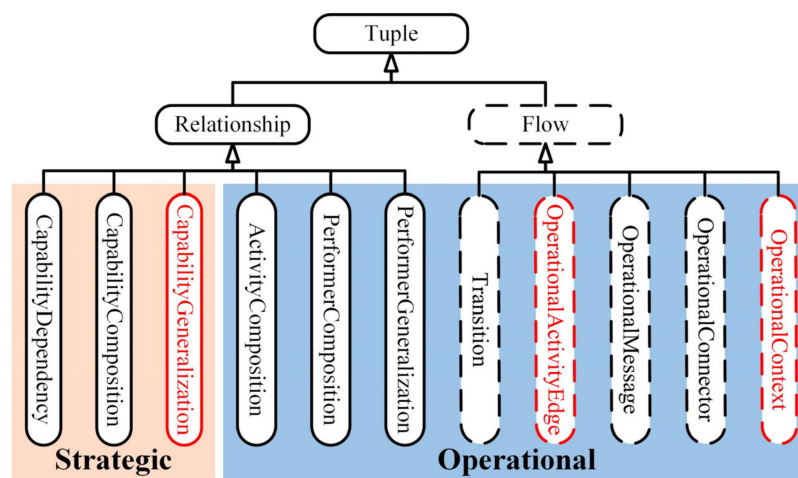 Tuple
Relationship
Flow
CapabilityDependency
CapabilityComposition
CapabilityGeneralization
ActivityComposition
PerformerComposition
PerformerGeneralization
Transition
OperationalActivityEdge
OperationalMessage
OperationalConnector
OperationalContext
Strategic
Operational